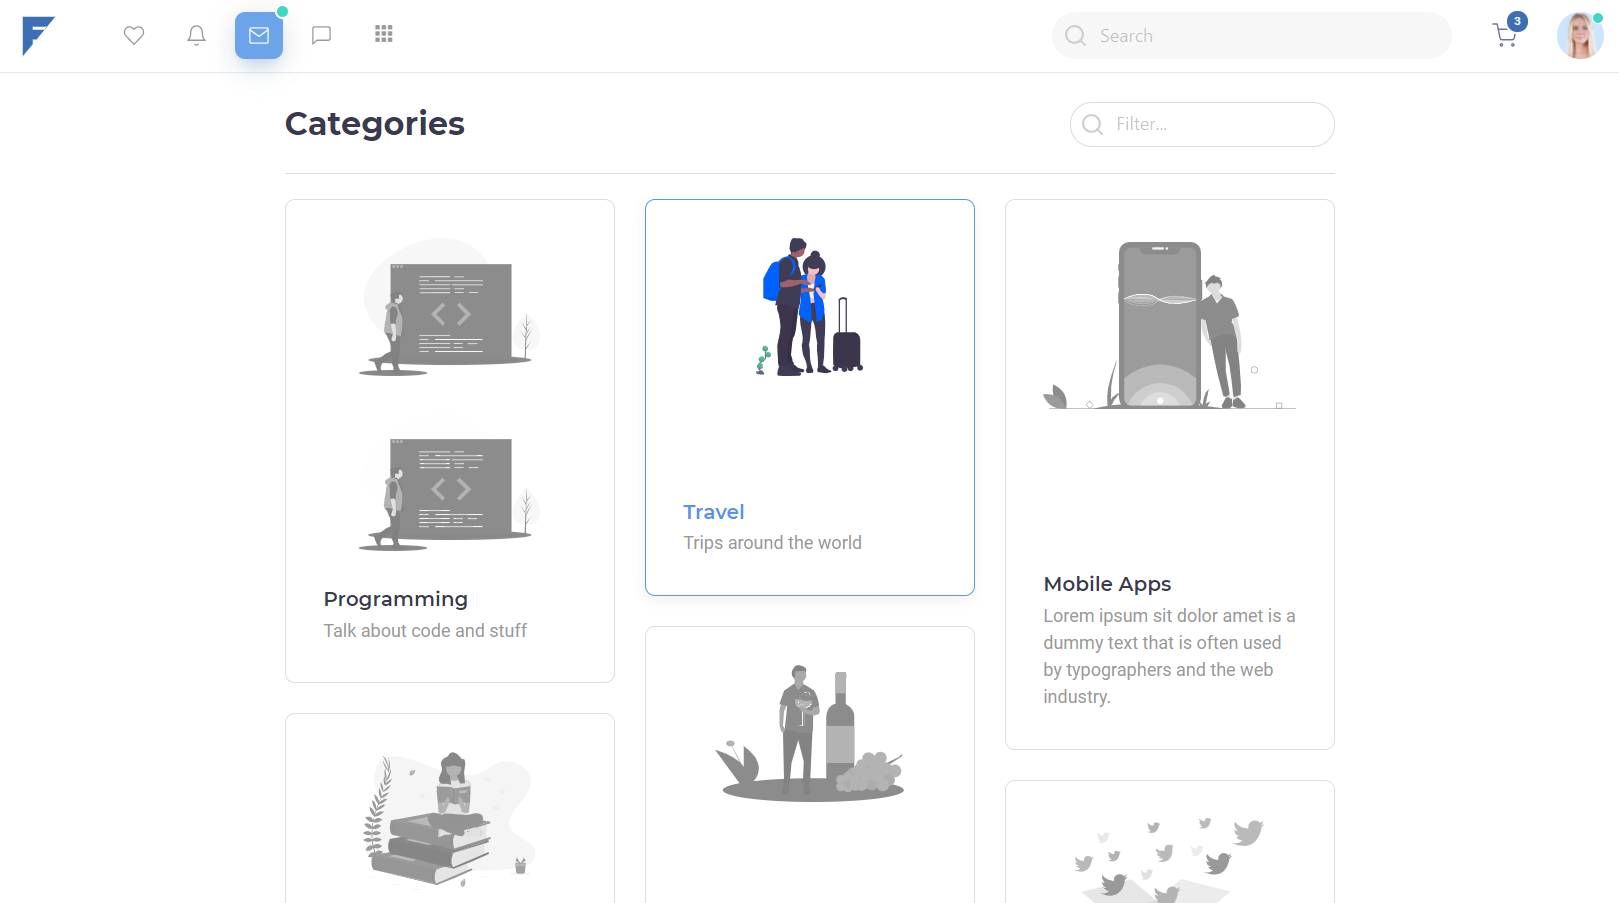 Search
3
Categories
Filter...
Programming
Talk about code and stuff
Travel
Trips around the world
Mobile Apps
Lorem ipsum sit dolor amet is a
dummy text that is often used
by typographers and the web
industry.